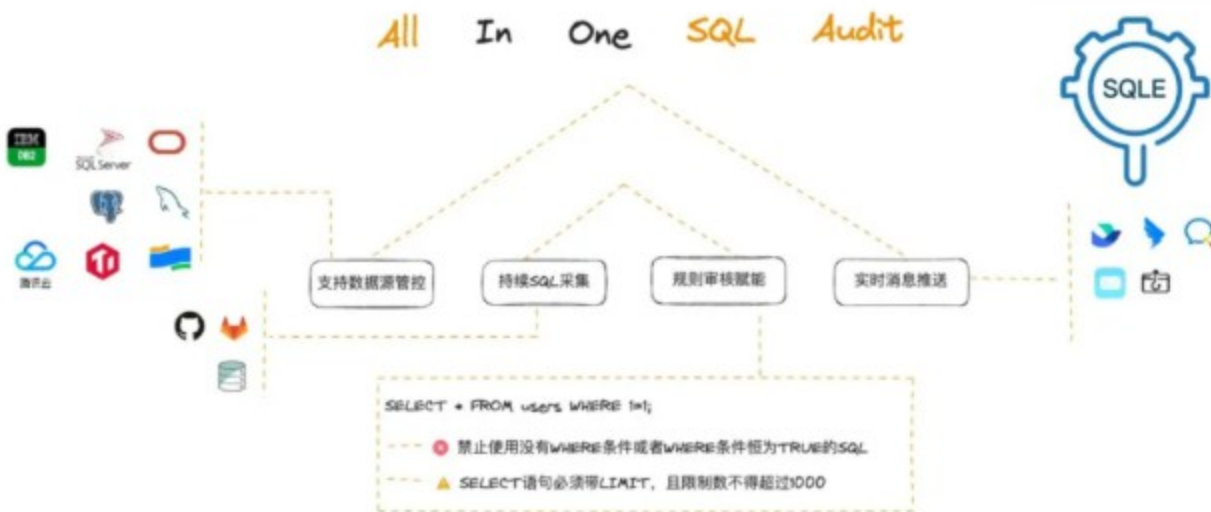 All In One SQL Audit
SQLE
IBM
DB2
SQL Server
腾讯云
支持数据源管控
持续SQL采集
规则审核赋能
实时消息推送
SELECT * FROM users WHERE 1=1;
禁止使用没有WHERE条件或者WHERE条件恒为TRUE的SQL
SELECT语句必须带LIMIT，且限制数不得超过1000